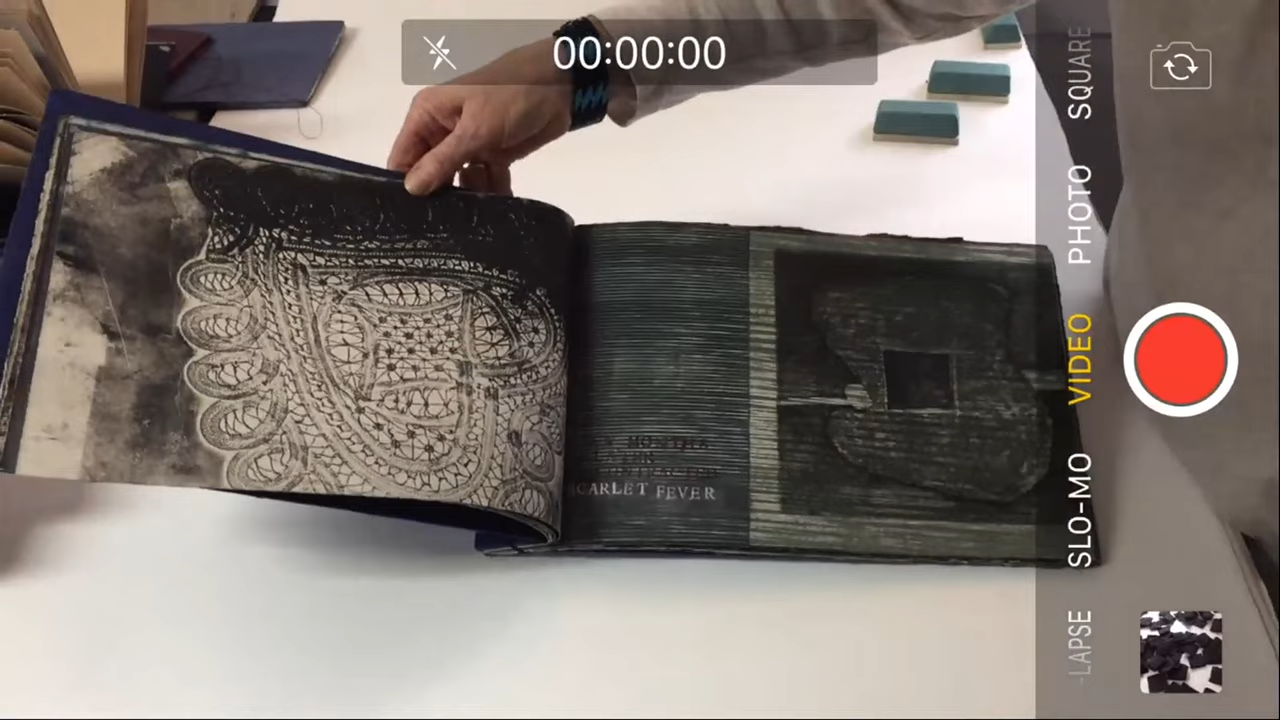 00:00:00
SQUARE
PHOTO
VIDEO
SLO-MO
-LAPSE
SCARLET FEVER